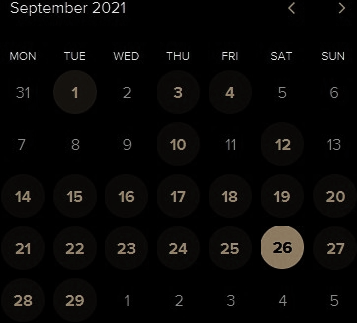 September 2021
MON TUE WED THU FRI SAT SUN
31 1 2 3 4 5 6
7 8 9 10 11 12 13
14 15 16 17 18 19 20
21 22 23 24 25 26 27
28 29 1 2 3 4 5